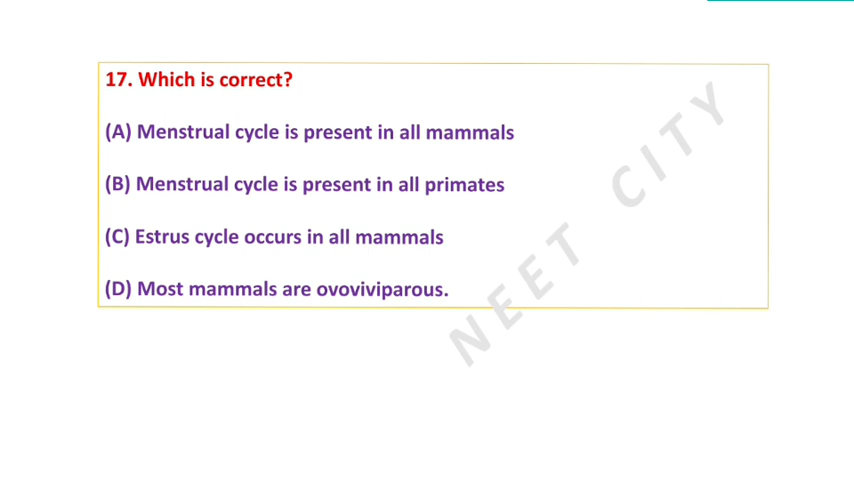 17. Which is correct?
(A) Menstrual cycle is present in all mammals
(B) Menstrual cycle is present in all primates
(C) Estrus cycle occurs in all mammals
(D) Most mammals are ovoviviparous.
NEET CITY